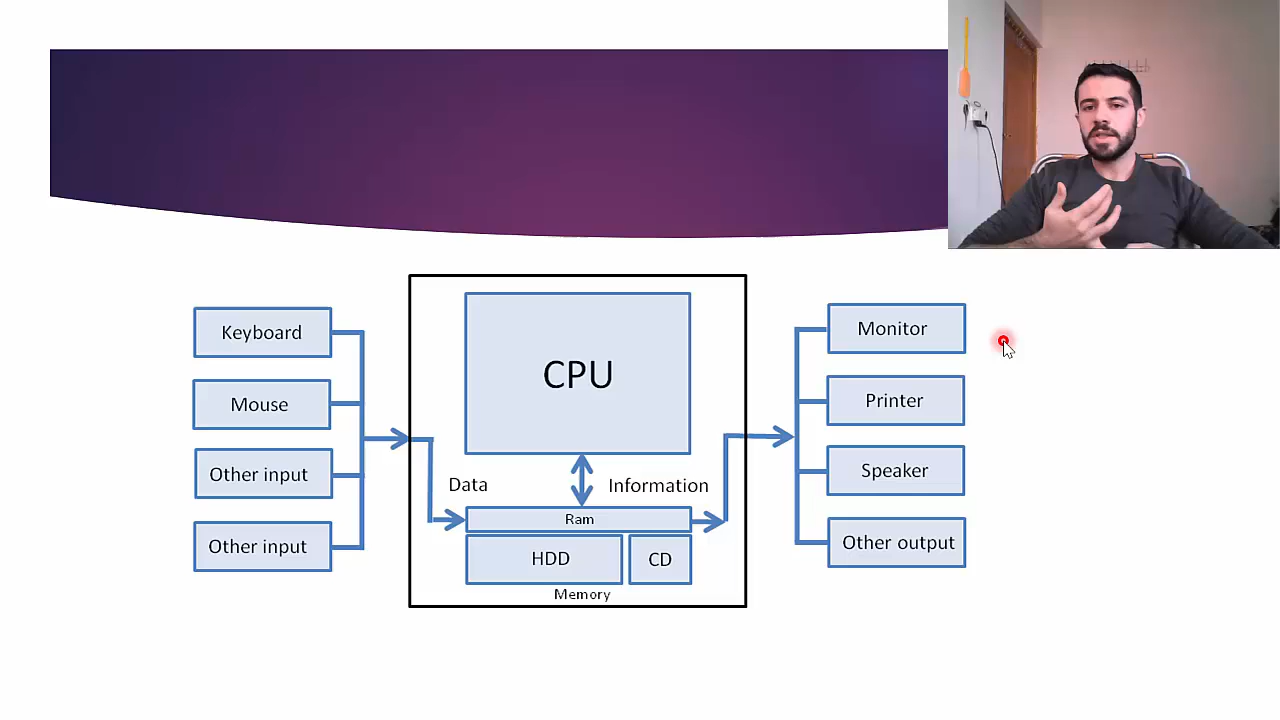 Keyboard
Mouse
Other input
Other input
CPU
Data
Information
Ram
HDD
CD
Memory
Monitor
Printer
Speaker
Other output